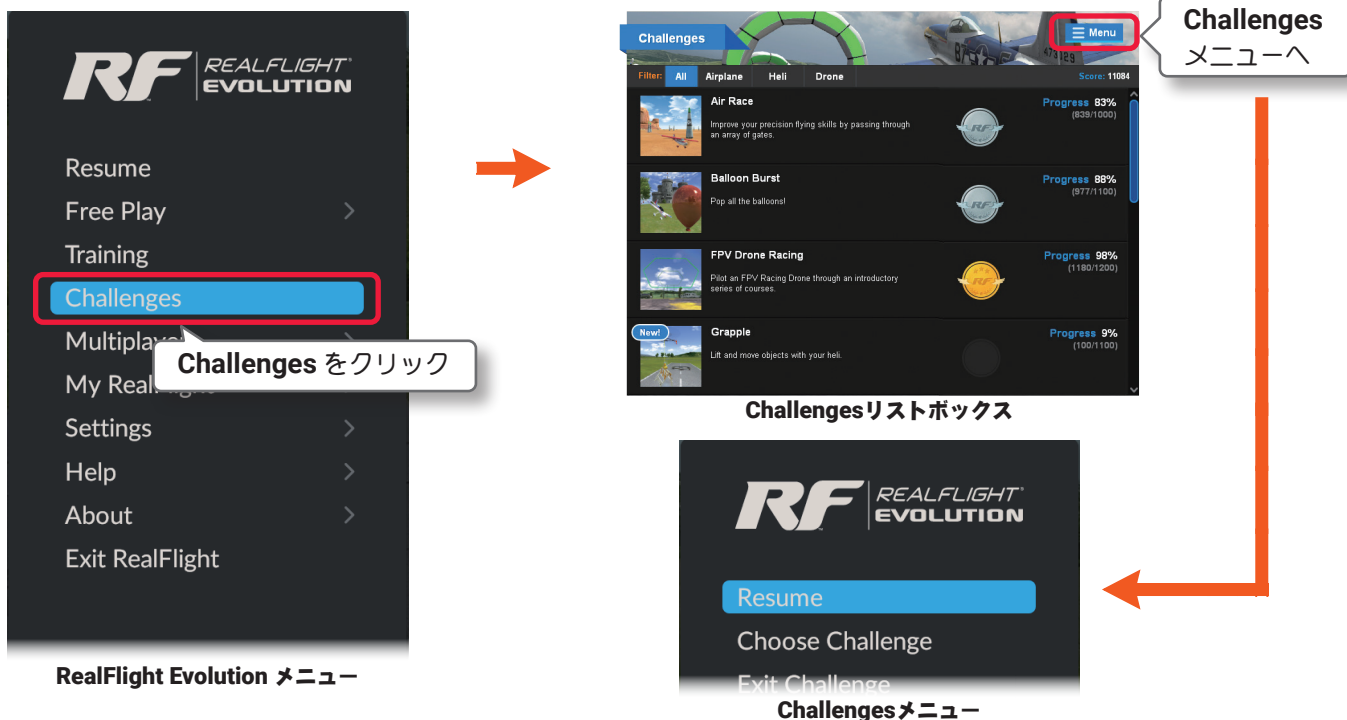 RF REALFLIGHT
EVOLUTION
Resume
Free Play
Training
Challenges
Settings
Help
About
Exit RealFlight
Challenges をクリック
RealFlight Evolution メニュー
Challenges
Menu
Filter: All Airplane Heli Drone Score: 11084
Air Race
Improve your precision flying skills by passing through
an array of gates.
RF
Progress 83%
(839/1000)
Balloon Burst
Pop all the balloons!
RF
Progress 88%
(977/1100)
FPV Drone Racing
Pilot an FPV Racing Drone through an introductory
series of courses.
RF
Progress 98%
(1180/1200)
New!
Grapple
Lift and move objects with your heli.
Progress 9%
(100/1100)
Challengesリストボックス
Challenges
メニューへ
RF REALFLIGHT
EVOLUTION
Resume
Choose Challenge
Exit Challenge
Challengesメニュー